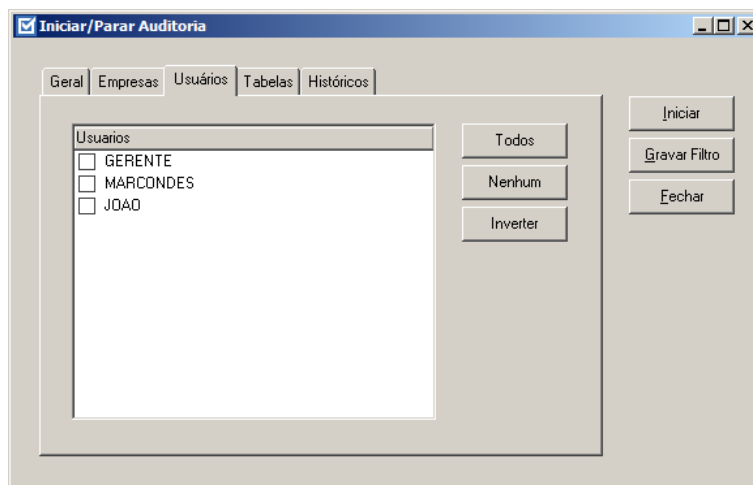 Iniciar/Parar Auditoria
Geral
Empresas
Usuários
Tabelas
Históricos
Usuarios
GERENTE
MARCONDES
JOAO
Todos
Nenhum
Inverter
Iniciar
Gravar Filtro
Fechar